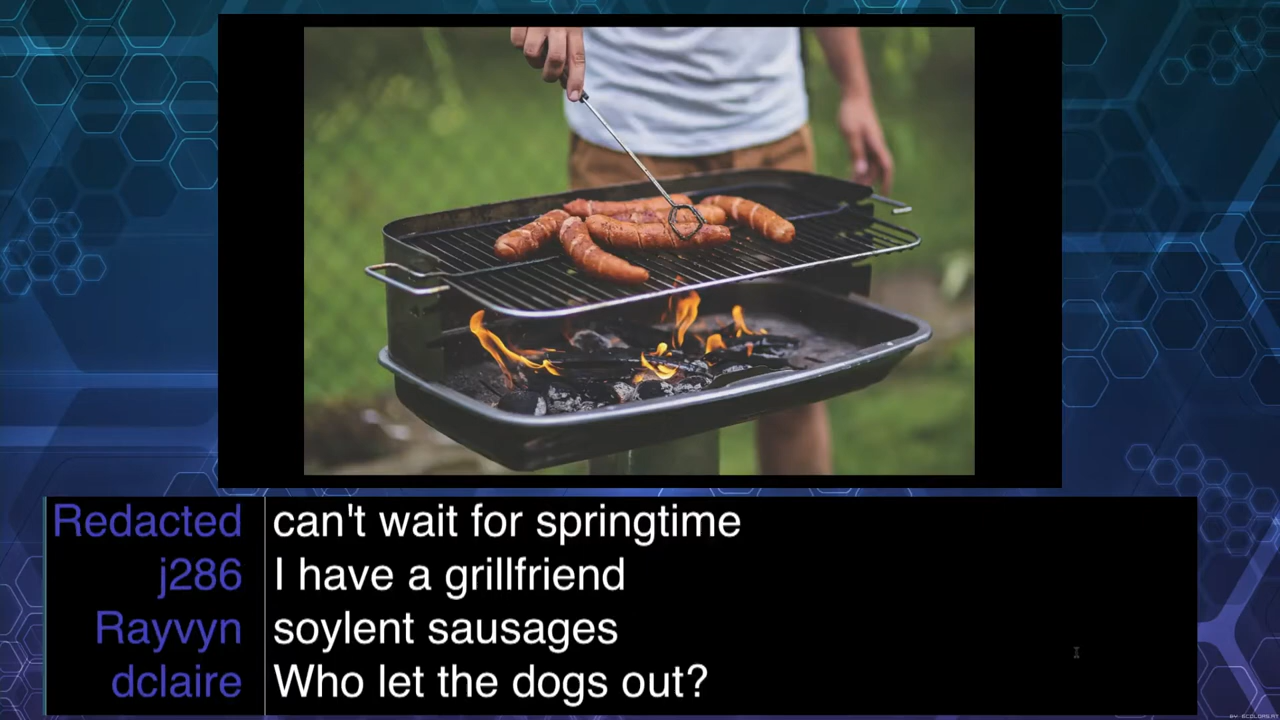 Redacted can't wait for springtime
j286 I have a grillfriend
Rayvyn soylent sausages
dclaire Who let the dogs out?